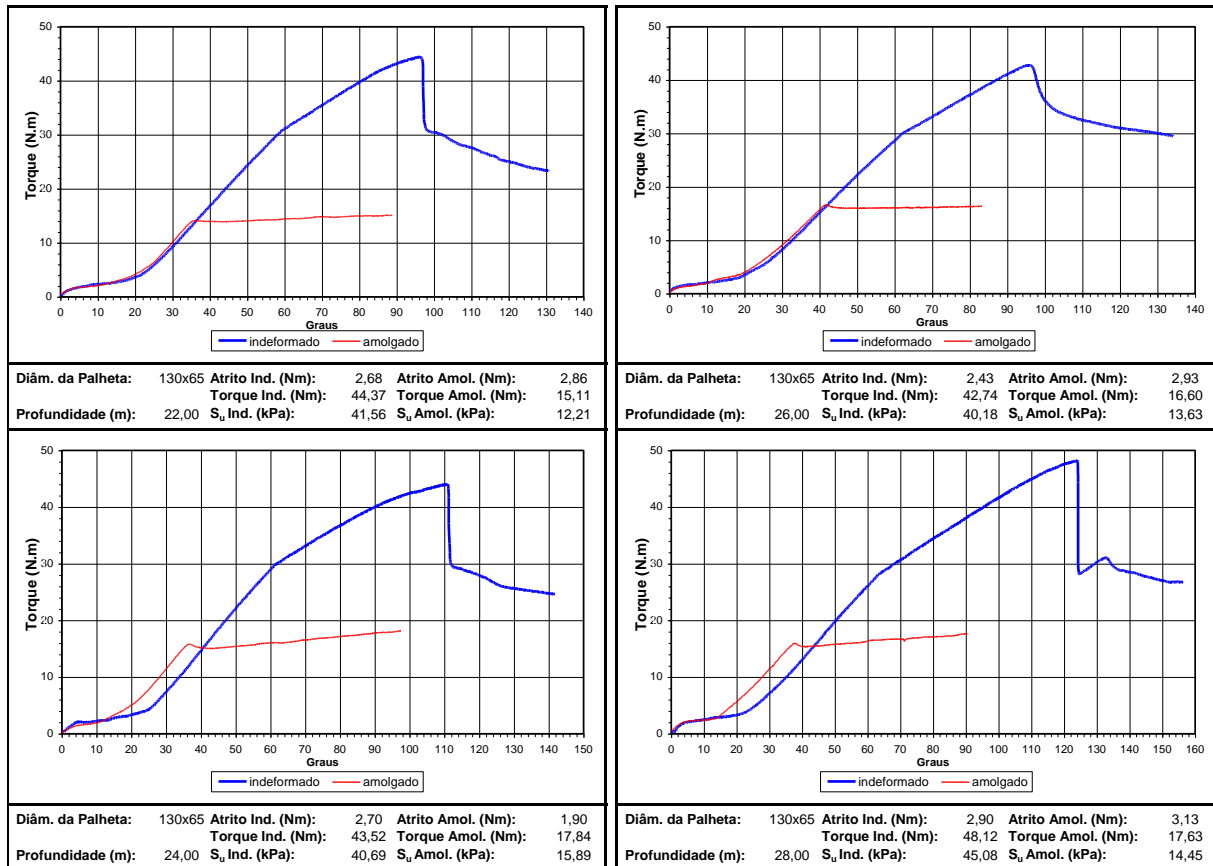 50
40
30
20
10
0
Torque (N.m)
0 10 20 30 40 50 60 70 80 90 100 110 120 130 140
Graus
indeformado amolgado
Diâm. da Palheta: 130x65 Atrito Ind. (Nm): 2,68 Atrito Amol. (Nm): 2,86
Torque Ind. (Nm): 44,37 Torque Amol. (Nm): 15,11
Profundidade (m): 22,00 Su Ind. (kPa): 41,56 Su Amol. (kPa): 12,21
50
40
30
20
10
0
Torque (N.m)
0 10 20 30 40 50 60 70 80 90 100 110 120 130 140
Graus
indeformado amolgado
Diâm. da Palheta: 130x65 Atrito Ind. (Nm): 2,43 Atrito Amol. (Nm): 2,93
Torque Ind. (Nm): 42,74 Torque Amol. (Nm): 16,60
Profundidade (m): 26,00 Su Ind. (kPa): 40,18 Su Amol. (kPa): 13,63
50
40
30
20
10
0
Torque (N.m)
0 10 20 30 40 50 60 70 80 90 100 110 120 130 140 150
Graus
indeformado amolgado
Diâm. da Palheta: 130x65 Atrito Ind. (Nm): 2,70 Atrito Amol. (Nm): 1,90
Torque Ind. (Nm): 43,52 Torque Amol. (Nm): 17,84
Profundidade (m): 24,00 Su Ind. (kPa): 40,69 Su Amol. (kPa): 15,89
50
40
30
20
10
0
Torque (N.m)
0 10 20 30 40 50 60 70 80 90 100 110 120 130 140 150 160
Graus
indeformado amolgado
Diâm. da Palheta: 130x65 Atrito Ind. (Nm): 2,90 Atrito Amol. (Nm): 3,13
Torque Ind. (Nm): 48,12 Torque Amol. (Nm): 17,63
Profundidade (m): 28,00 Su Ind. (kPa): 45,08 Su Amol. (kPa): 14,45